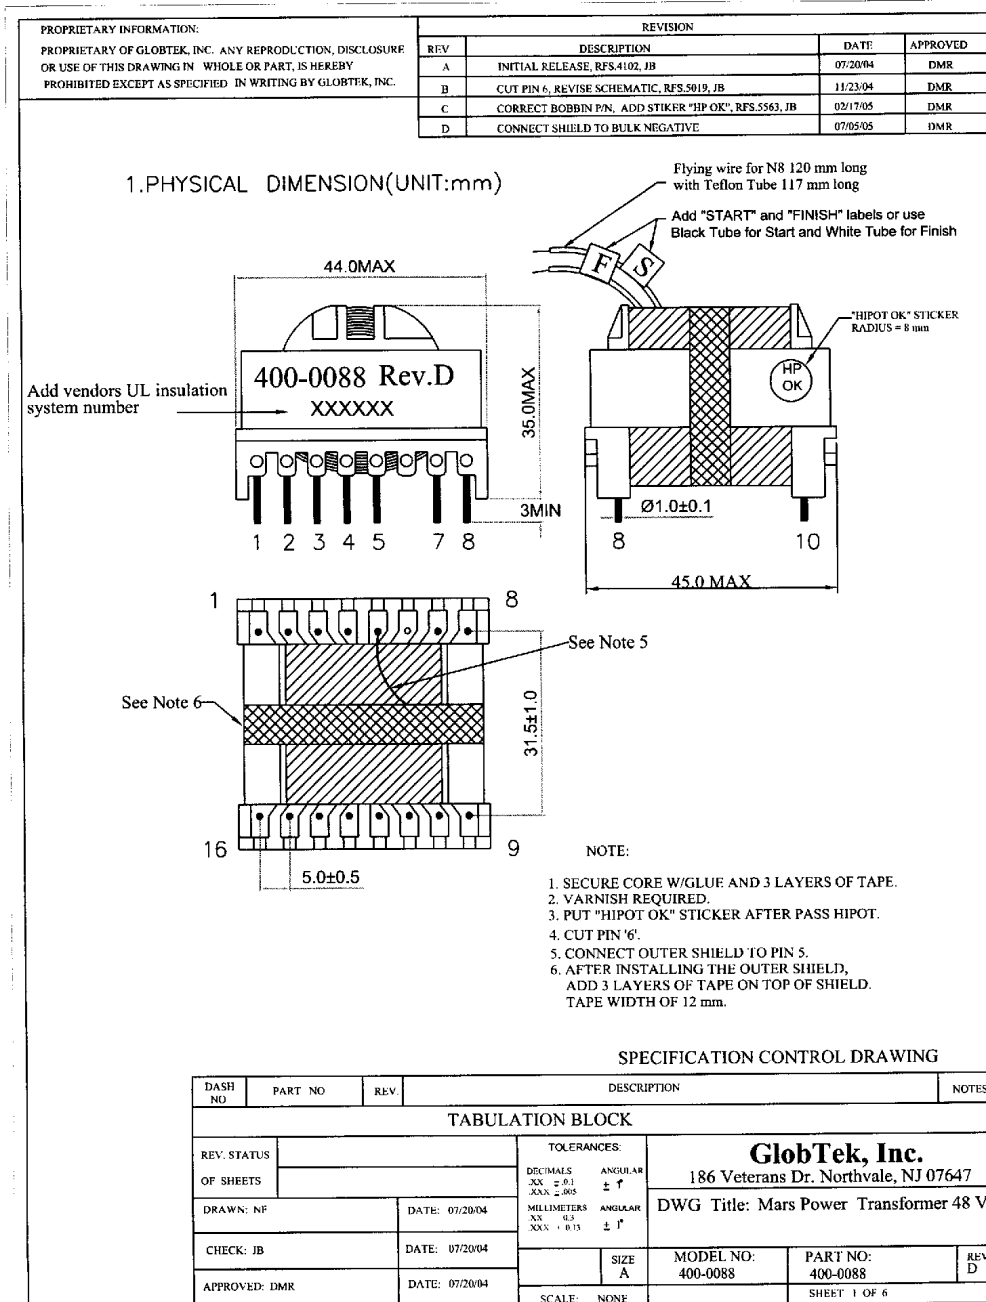 PROPRIETARY INFORMATION:
PROPRIETARY OF GLOBTEK, INC. ANY REPRODUCTION, DISCLOSURE
OR USE OF THIS DRAWING IN WHOLE OR PART, IS HEREBY
PROHIBITED EXCEPT AS SPECIFIED IN WRITING BY GLOBTEK, INC.
REVISION
REV DESCRIPTION DATE APPROVED
A INITIAL RELEASE, RFS.4102, JB 07/20/04 DMR
B CUT PIN 6, REVISE SCHEMATIC, RFS.5019, JB 11/23/04 DMR
C CORRECT BOBBIN P/N, ADD STIKER "HP OK", RFS.5563, JB 02/17/05 DMR
D CONNECT SHIELD TO BULK NEGATIVE 07/05/05 DMR
1.PHYSICAL DIMENSION(UNIT:mm)
Flying wire for N8 120 mm long
with Teflon Tube 117 mm long
Add "START" and "FINISH" labels or use
Black Tube for Start and White Tube for Finish
F S
44.0MAX
"HIPOT OK" STICKER
RADIUS = 8 mm
400-0088 Rev.D
XXXXXX
Add vendors UL insulation
system number
35.0MAX
HP
OK
3MIN
Ø1.0±0.1
1 2 3 4 5 7 8
8 10
45.0 MAX
1 8
See Note 5
See Note 6
31.5±1.0
16 9
5.0±0.5
NOTE:
1. SECURE CORE W/GLUE AND 3 LAYERS OF TAPE.
2. VARNISH REQUIRED.
3. PUT "HIPOT OK" STICKER AFTER PASS HIPOT.
4. CUT PIN '6'.
5. CONNECT OUTER SHIELD TO PIN 5.
6. AFTER INSTALLING THE OUTER SHIELD,
ADD 3 LAYERS OF TAPE ON TOP OF SHIELD.
TAPE WIDTH OF 12 mm.
SPECIFICATION CONTROL DRAWING
DASH NO PART NO REV. DESCRIPTION NOTES
TABULATION BLOCK
REV. STATUS
OF SHEETS
TOLERANCES:
DECIMALS ANGULAR
.XX ± .01
.XXX ± .005
± 1°
MILLIMETERS ANGULAR
.XX 0.3
.XXX ± 0.13
± 1°
GlobTek, Inc.
186 Veterans Dr. Northvale, NJ 07647
DWG Title: Mars Power Transformer 48 V
DRAWN: NF DATE: 07/20/04
CHECK: JB DATE: 07/20/04
APPROVED: DMR DATE: 07/20/04
SIZE
A
MODEL NO:
400-0088
PART NO:
400-0088
REV
D
SCALE: NONE
SHEET 1 OF 6